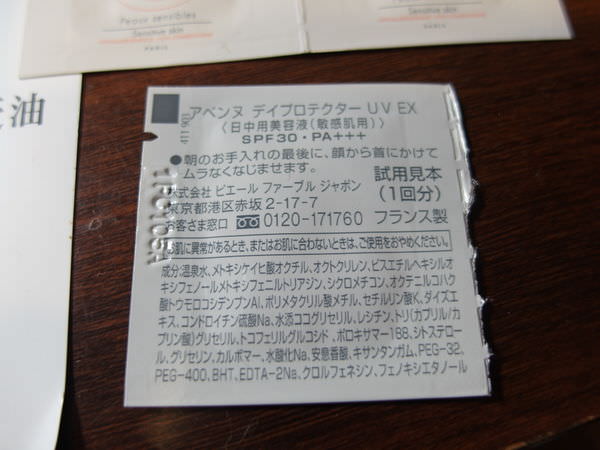 Peaux sensibles
Sensitive skin
PARIS
Sensitive skin
PARIS
油
411903
アベンヌ デイプロテクター UV EX
〈日中用美容液(敏感肌用)〉
SPF30・PA+++
●朝のお手入れの最後に、顔から首にかけて
ムラなくなじませます。
試用見本
(1回分)
株式会社 ピエール ファーブル ジャポン
東京都港区赤坂2-17-7
お客さま窓口 0120-171760 フランス製
お肌に異常があるとき、またはお肌に合わないときは、ご使用をおやめください。
成分:温泉水、メトキシケイヒ酸オクチル、オクトクリレン、ビスエチルヘキシルオ
キシフェノールメトキシフェニルトリアジン、シクロメチコン、オクテニルコハク
酸トウモロコシデンプンAl、ポリメタクリル酸メチル、セチルリン酸K、ダイズエ
キス、コンドロイチン硫酸Na、水添ココグリセリル、レシチン、トリ(カプリル/カ
プリン酸)グリセリル、トコフェリルグルコシド、ポロキサマー188、シトステロ
ール、グリセリン、カルボマー、水酸化Na、安息香酸、キサンタンガム、PEG-32、
PEG-400、BHT、EDTA-2Na、クロルフェネシン、フェノキシエタノール